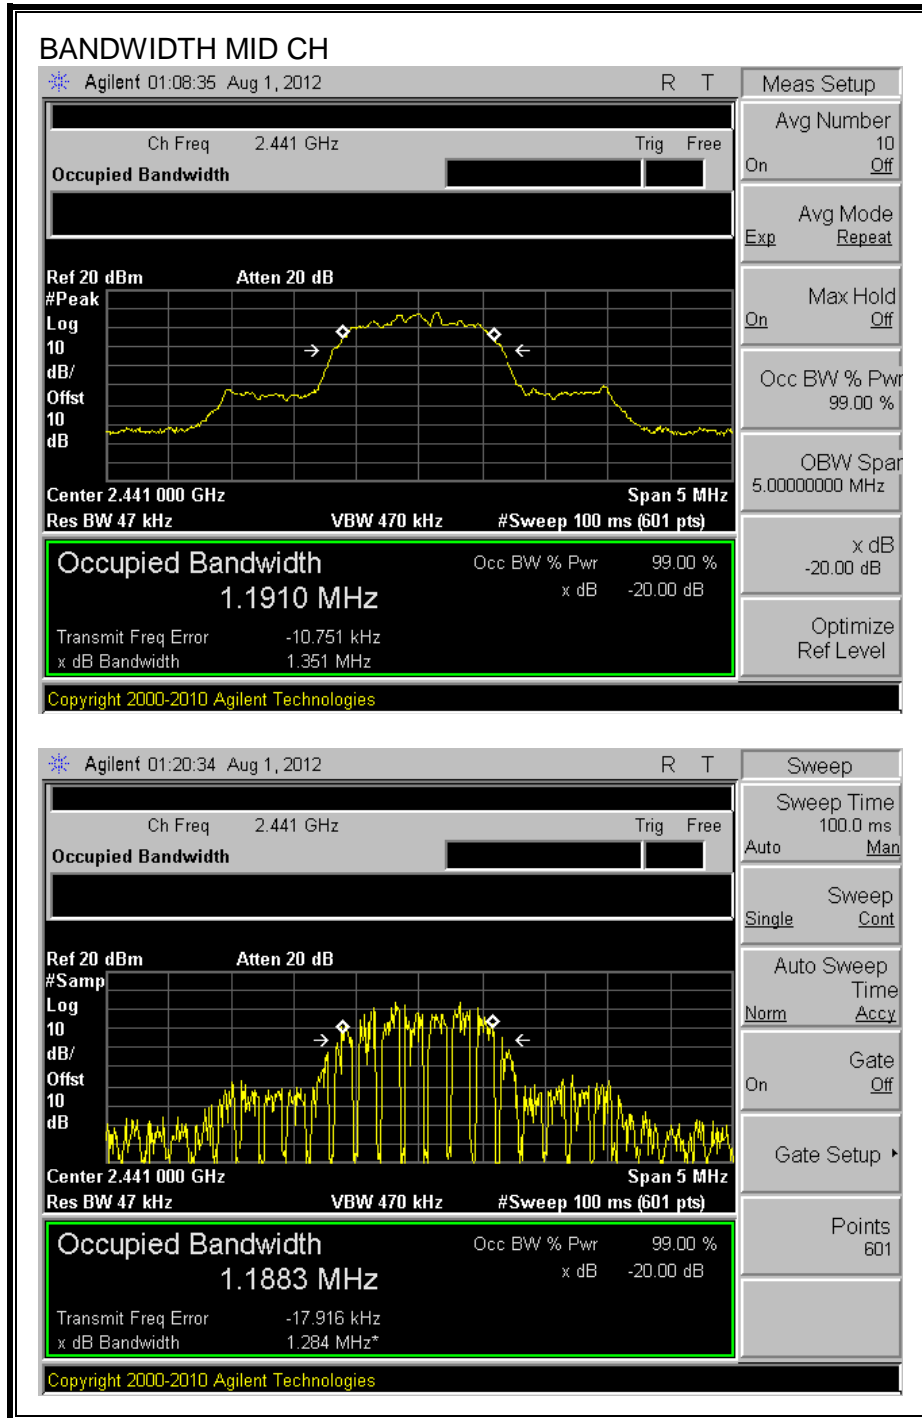 BANDWIDTH MID CH
Agilent 01:08:35 Aug 1, 2012 R T
Ch Freq 2.441 GHz Trig Free
Occupied Bandwidth
Ref 20 dBm Atten 20 dB
#Peak
Log
10
dB/
Offst
10
dB
Center 2.441 000 GHz Span 5 MHz
Res BW 47 kHz VBW 470 kHz #Sweep 100 ms (601 pts)
Occupied Bandwidth Occ BW % Pwr 99.00 %
1.1910 MHz x dB -20.00 dB
Transmit Freq Error -10.751 kHz
x dB Bandwidth 1.351 MHz
Copyright 2000-2010 Agilent Technologies
Meas Setup
Avg Number
10
On Off
Avg Mode
Exp Repeat
Max Hold
On Off
Occ BW % Pwr
99.00 %
OBW Span
5.00000000 MHz
x dB
-20.00 dB
Optimize
Ref Level
Agilent 01:20:34 Aug 1, 2012 R T
Ch Freq 2.441 GHz Trig Free
Occupied Bandwidth
Ref 20 dBm Atten 20 dB
#Samp
Log
10
dB/
Offst
10
dB
Center 2.441 000 GHz Span 5 MHz
Res BW 47 kHz VBW 470 kHz #Sweep 100 ms (601 pts)
Occupied Bandwidth Occ BW % Pwr 99.00 %
1.1883 MHz x dB -20.00 dB
Transmit Freq Error -17.916 kHz
x dB Bandwidth 1.284 MHz*
Copyright 2000-2010 Agilent Technologies
Sweep
Sweep Time
100.0 ms
Auto Man
Sweep
Single Cont
Auto Sweep
Time
Norm Accy
Gate
On Off
Gate Setup
Points
601